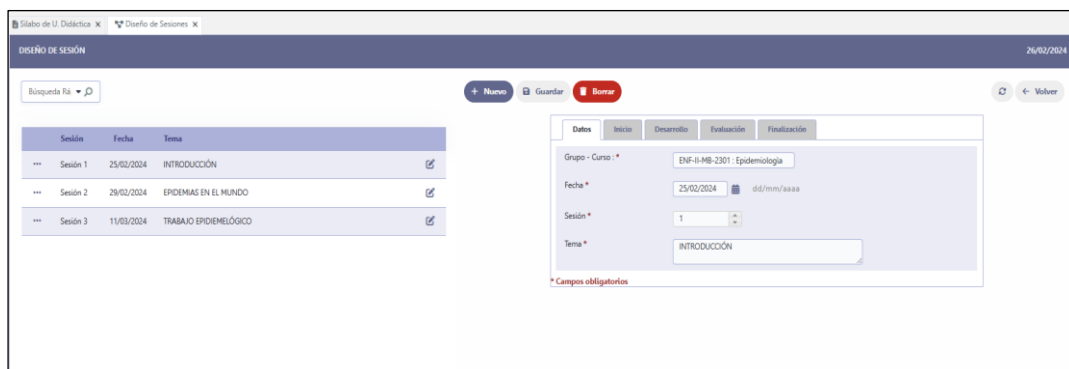 Silabo de U. Didáctica x Diseño de Sesiones x
DISEÑO DE SESIÓN 26/02/2024
Búsqueda Rá
+ Nuevo Guardar Borrar Volver
Sesión Fecha Tema
Sesión 1 25/02/2024 INTRODUCCIÓN
Sesión 2 29/02/2024 EPIDEMIAS EN EL MUNDO
Sesión 3 11/03/2024 TRABAJO EPIDEMELÓGICO
Datos Inicio Desarrollo Evaluación Finalización
Grupo - Curso : * ENF-II-MB-2301 : Epidemiologia
Fecha * 25/02/2024 dd/mm/aaaa
Sesión * 1
Tema * INTRODUCCIÓN
* Campos obligatorios